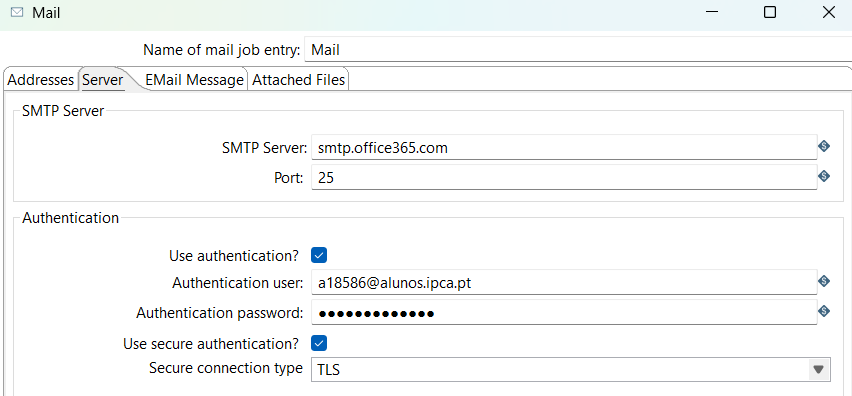 Mail
Name of mail job entry: Mail
Addresses Server EMail Message Attached Files
SMTP Server
SMTP Server: smtp.office365.com
Port: 25
Authentication
Use authentication?
Authentication user: a18586@alunos.ipca.pt
Authentication password: ●●●●●●●●●●●●●
Use secure authentication?
Secure connection type TLS